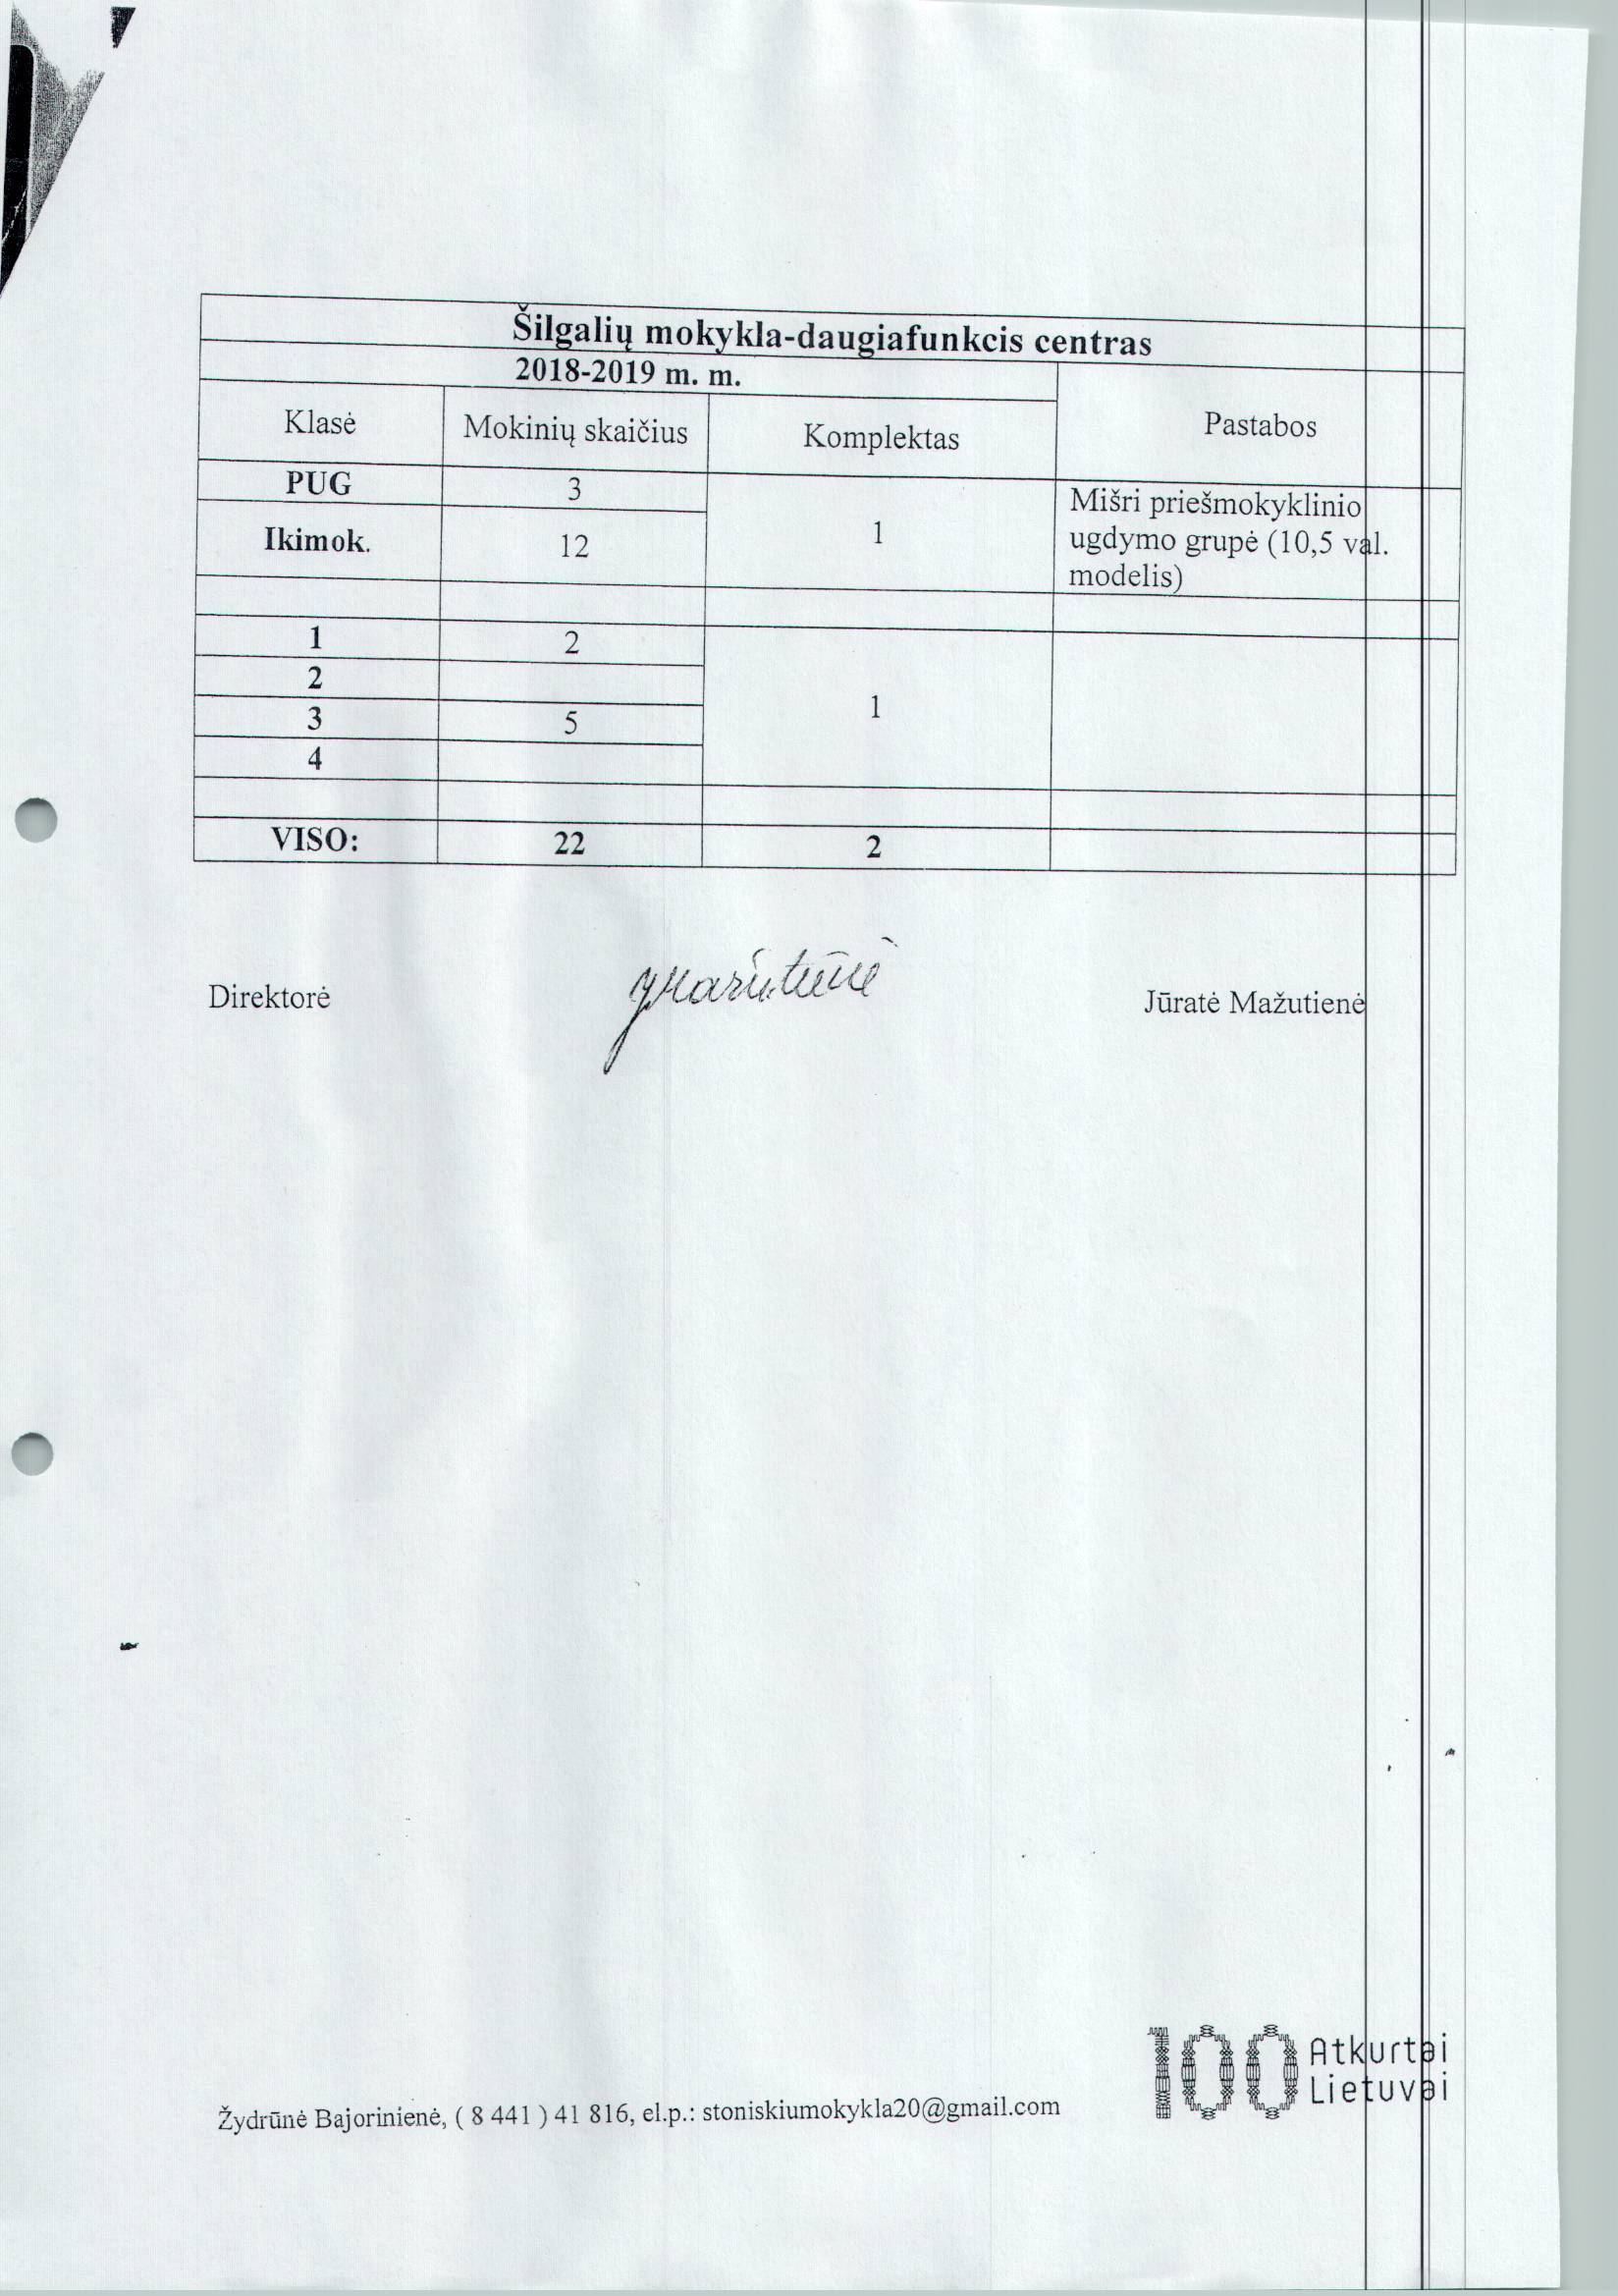 Šilgalių mokykla-daugiafunkcis centras
2018-2019 m. m.
Klasė Mokinių skaičius Komplektas Pastabos
PUG 3 1 Mišri priešmokyklinio
ugdymo grupė (10,5 val.
modelis)
Ikimok. 12
1 2 1
2
3 5
4
VISO: 22 2
Direktorė Jūratė Mažutienė
100 Atkurtai
Lietuvai
Žydrūnė Bajorinienė, ( 8 441 ) 41 816, el.p.: stoniskiumokykla20@gmail.com